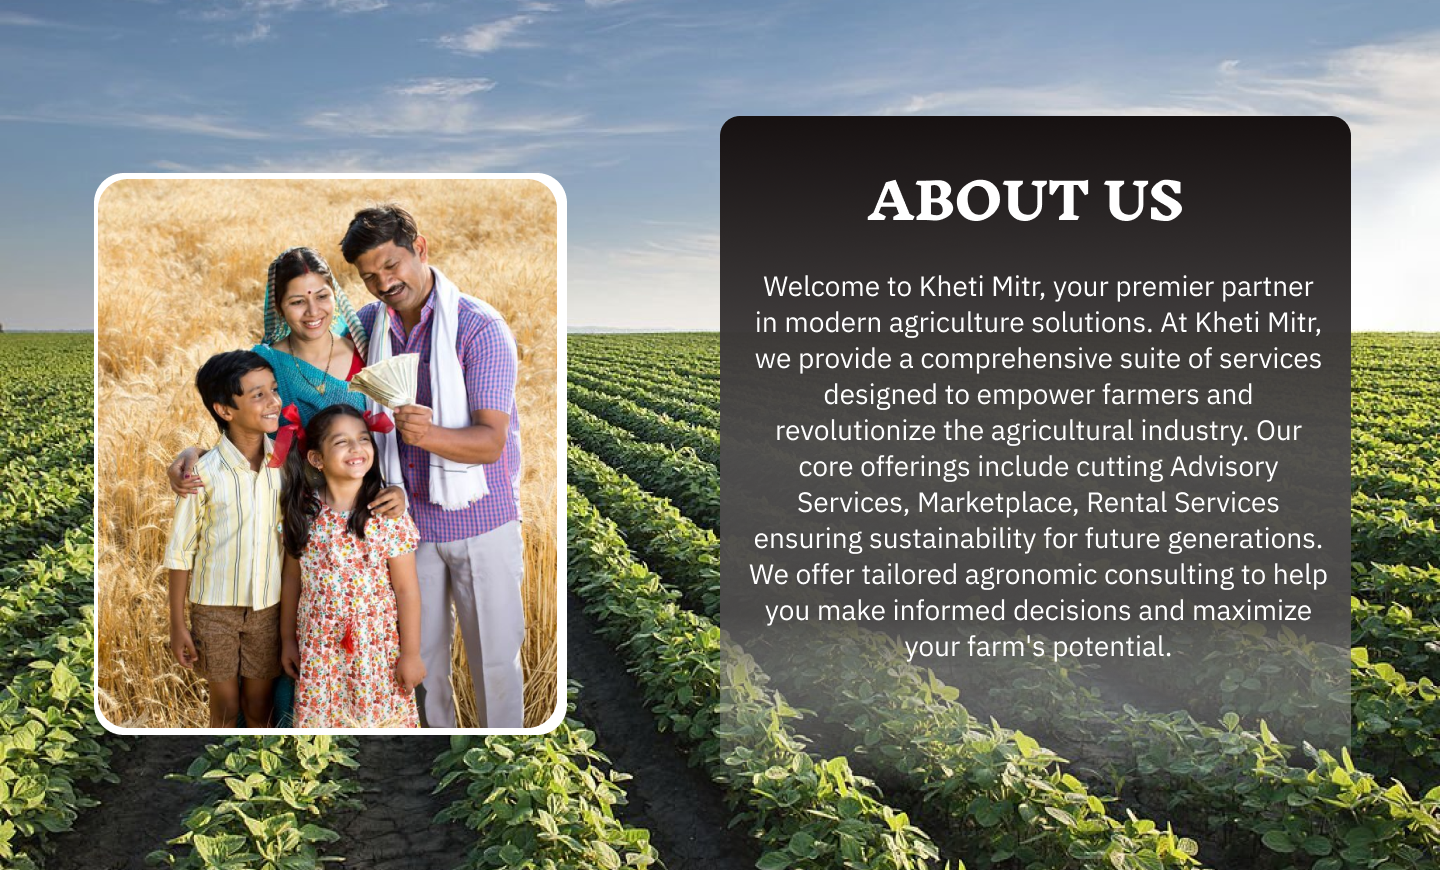 ABOUT US
Welcome to Kheti Mitr, your premier partner
in modern agriculture solutions. At Kheti Mitr,
we provide a comprehensive suite of services
designed to empower farmers and
revolutionize the agricultural industry. Our
core offerings include cutting Advisory
Services, Marketplace, Rental Services
ensuring sustainability for future generations.
We offer tailored agronomic consulting to help
you make informed decisions and maximize
your farm's potential.